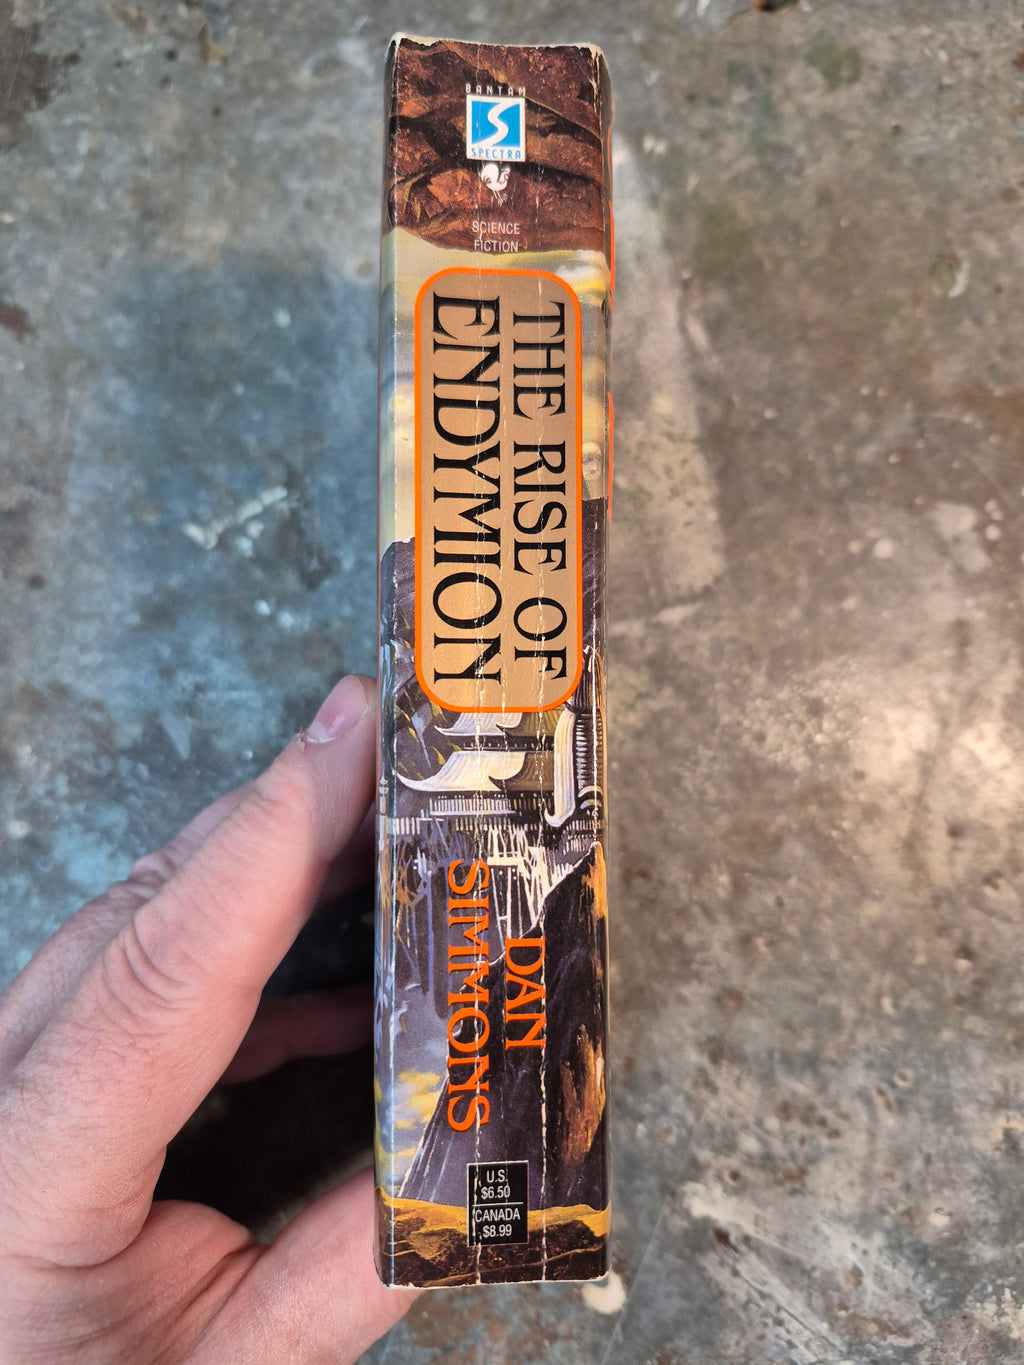 BANTAM
SPECTRA
SCIENCE
FICTION
THE RISE OF
ENDYMION
DAN
SIMMONS
U.S.
$6.50
CANADA
$8.99